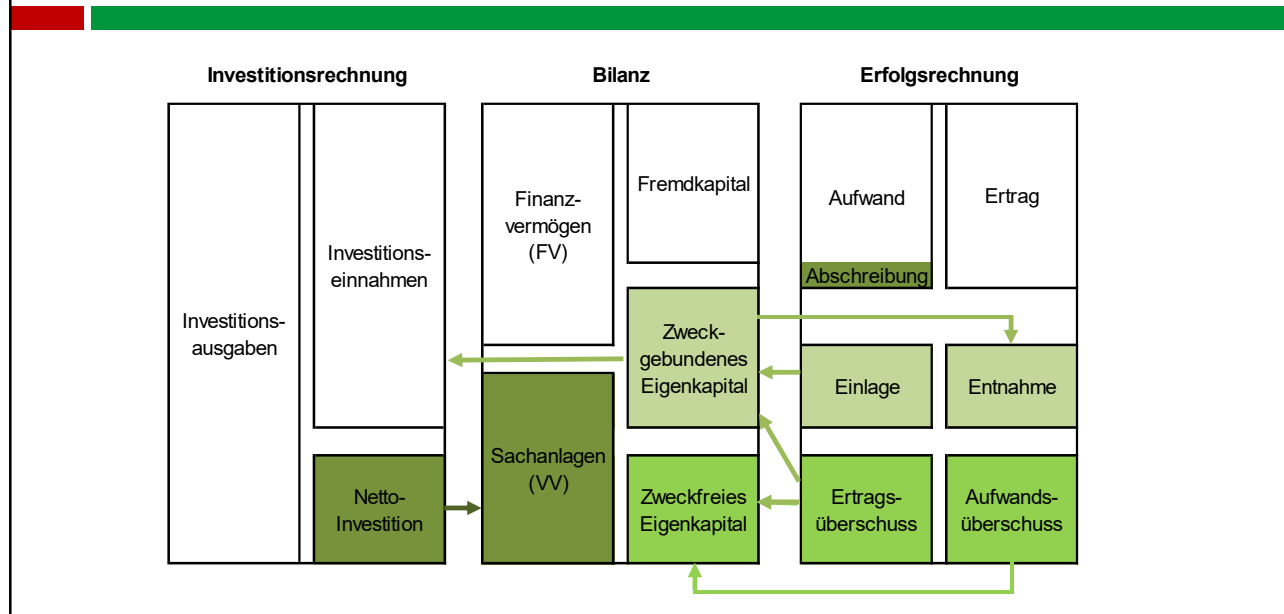 Investitionsrechnung
Bilanz
Erfolgsrechnung
Investitions-
ausgaben
Investitions-
einnahmen
Netto-
Investition
Finanz-
vermögen
(FV)
Sachanlagen
(VV)
Fremdkapital
Zweck-
gebundenes
Eigenkapital
Zweckfreies
Eigenkapital
Aufwand
Abschreibung
Einlage
Ertrags-
überschuss
Ertrag
Entnahme
Aufwands-
überschuss